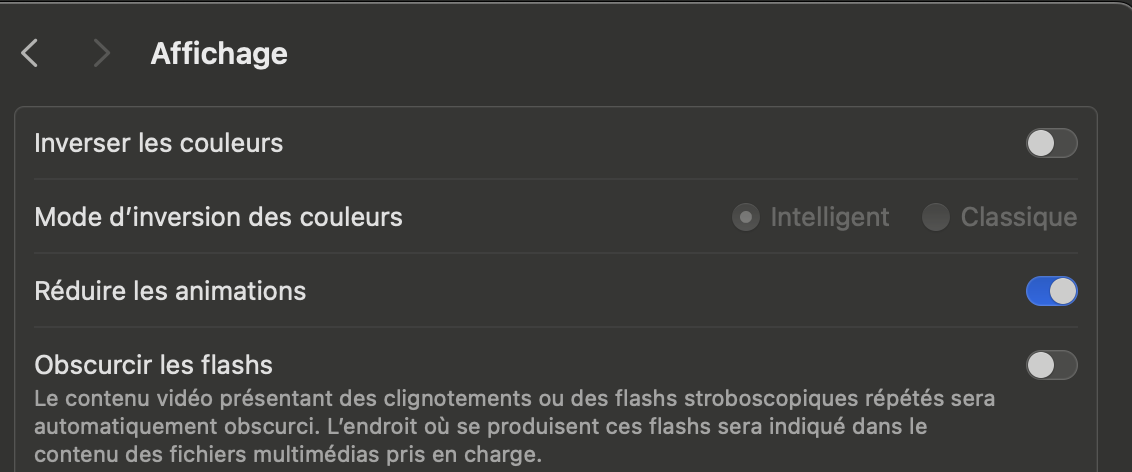 Affichage
Inverser les couleurs
Mode d’inversion des couleurs Intelligent Classique
Réduire les animations
Obscurcir les flashs
Le contenu vidéo présentant des clignotements ou des flashs stroboscopiques répétés sera
automatiquement obscurci. L’endroit où se produisent ces flashs sera indiqué dans le
contenu des fichiers multimédias pris en charge.